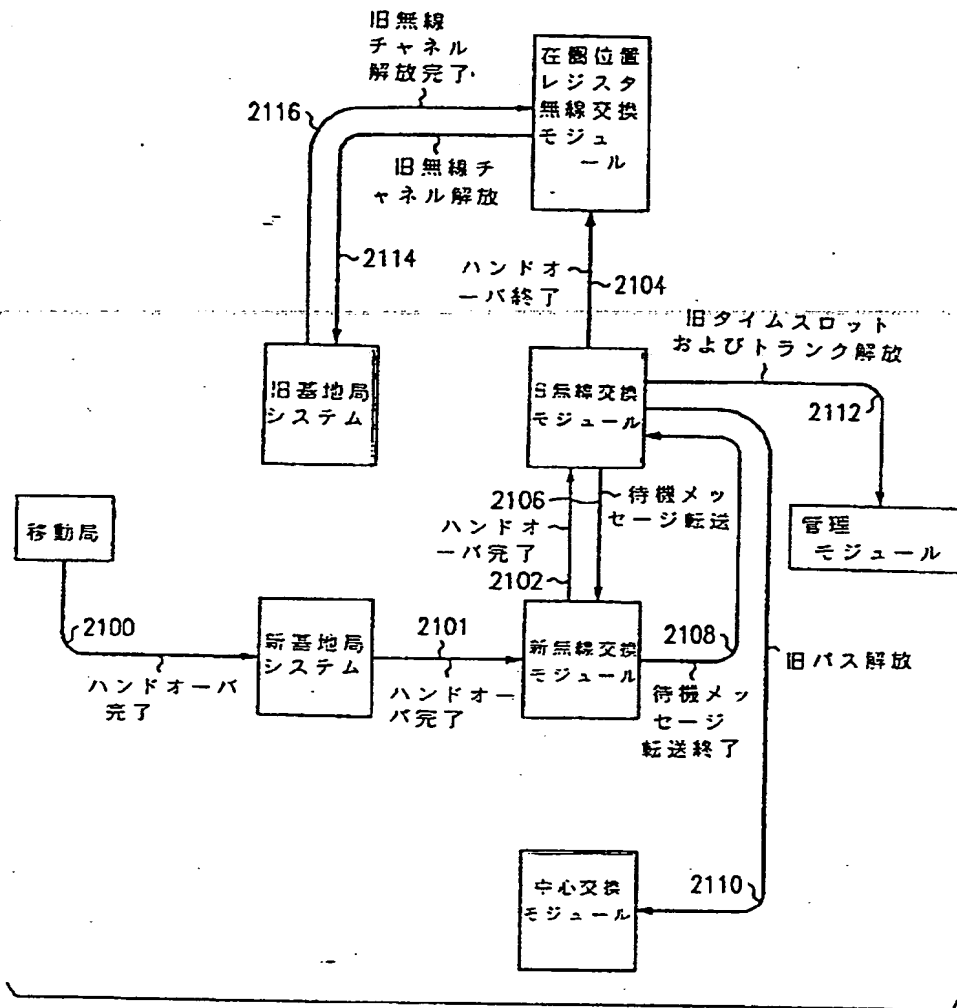 旧無線
チャネル
解放完了
2116
在圏位置
レジスタ
無線交換
モジュ
ール
旧無線チ
ャネル解放
2114
ハンドオ
ーバ終了
2104
旧タイムスロット
およびトランク解放
2112
旧基地局
システム
S無線交換
モジュール
管理
モジュール
2106
待機メッ
セージ転送
ハンドオ
ーバ完了
2102
移動局
2100
ハンドオーバ
完了
新基地局
システム
2101
ハンドオー
バ完了
新無線交換
モジュール
2108
待機メッ
セージ
転送終了
旧パス解放
中心交換
モジュール
2110